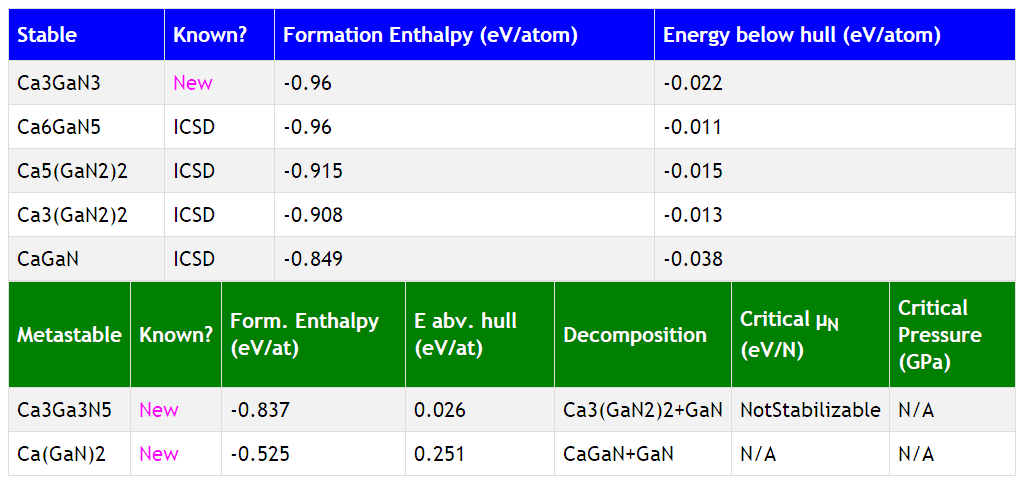 Stable Known? Formation Enthalpy (eV/atom) Energy below hull (eV/atom)
Ca3GaN3 New -0.96 -0.022
Ca6GaN5 ICSD -0.96 -0.011
Ca5(GaN2)2 ICSD -0.915 -0.015
Ca3(GaN2)2 ICSD -0.908 -0.013
CaGaN ICSD -0.849 -0.038
Metastable Known? Form. Enthalpy (eV/at) E abv. hull (eV/at) Decomposition Critical μN (eV/N) Critical Pressure (GPa)
Ca3Ga3N5 New -0.837 0.026 Ca3(GaN2)2+GaN NotStabilizable N/A
Ca(GaN)2 New -0.525 0.251 CaGaN+GaN N/A N/A